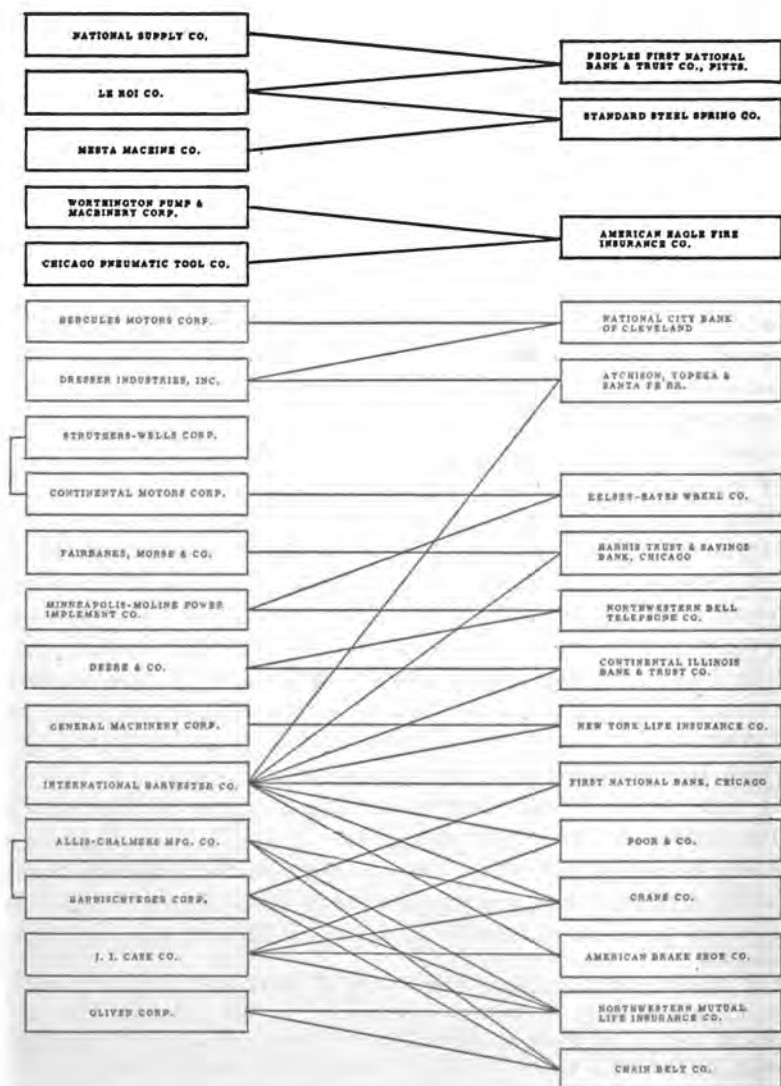 NATIONAL SUPPLY CO.
PEOPLES FIRST NATIONAL
BANK & TRUST CO., PITTS.
LE ROI CO.
STANDARD STEEL SPRING CO.
MESTA MACHINE CO.
WORTHINGTON PUMP &
MACHINERY CORP.
AMERICAN EAGLE FIRE
INSURANCE CO.
CHICAGO PNEUMATIC TOOL CO.
HERCULES MOTORS CORP.
NATIONAL CITY BANK
OF CLEVELAND
DRESSER INDUSTRIES, INC.
ATCHISON, TOPEKA &
SANTA FE RR.
STRUTHERS-WELLS CORP.
CONTINENTAL MOTORS CORP.
KELSEY-HAYES WHEEL CO.
FAIRBANKS, MORSE & CO.
HARRIS TRUST & SAVINGS
BANK, CHICAGO
MINNEAPOLIS-MOLINE POWER
IMPLEMENT CO.
NORTHWESTERN BELL
TELEPHONE CO.
DEERE & CO.
CONTINENTAL ILLINOIS
BANK & TRUST CO.
GENERAL MACHINERY CORP.
NEW YORK LIFE INSURANCE CO.
INTERNATIONAL HARVESTER CO.
FIRST NATIONAL BANK, CHICAGO
ALLIS-CHALMERS MFG. CO.
POOR & CO.
HARNISCHFEGER CORP.
CRANE CO.
J. I. CASE CO.
AMERICAN BRAKE SHOE CO.
OLIVER CORP.
NORTHWESTERN MUTUAL
LIFE INSURANCE CO.
CHAIN BELT CO.